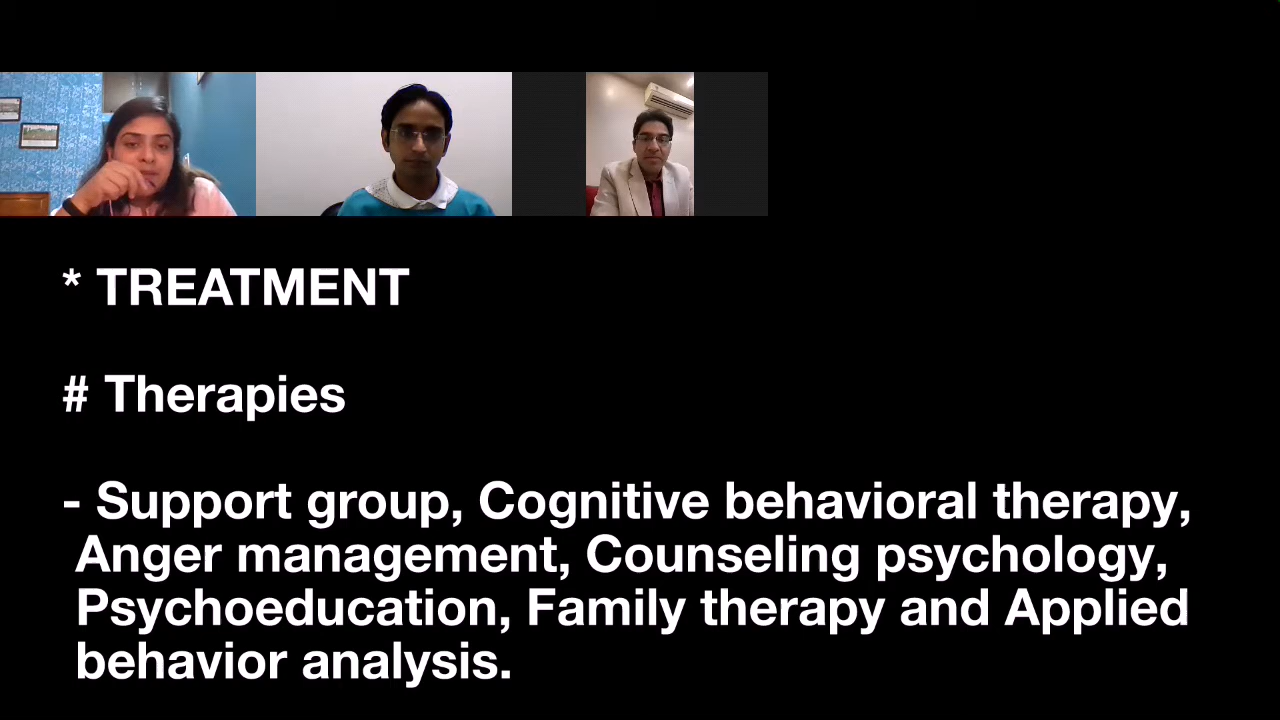 * TREATMENT
# Therapies
- Support group, Cognitive behavioral therapy,
Anger management, Counseling psychology,
Psychoeducation, Family therapy and Applied
behavior analysis.